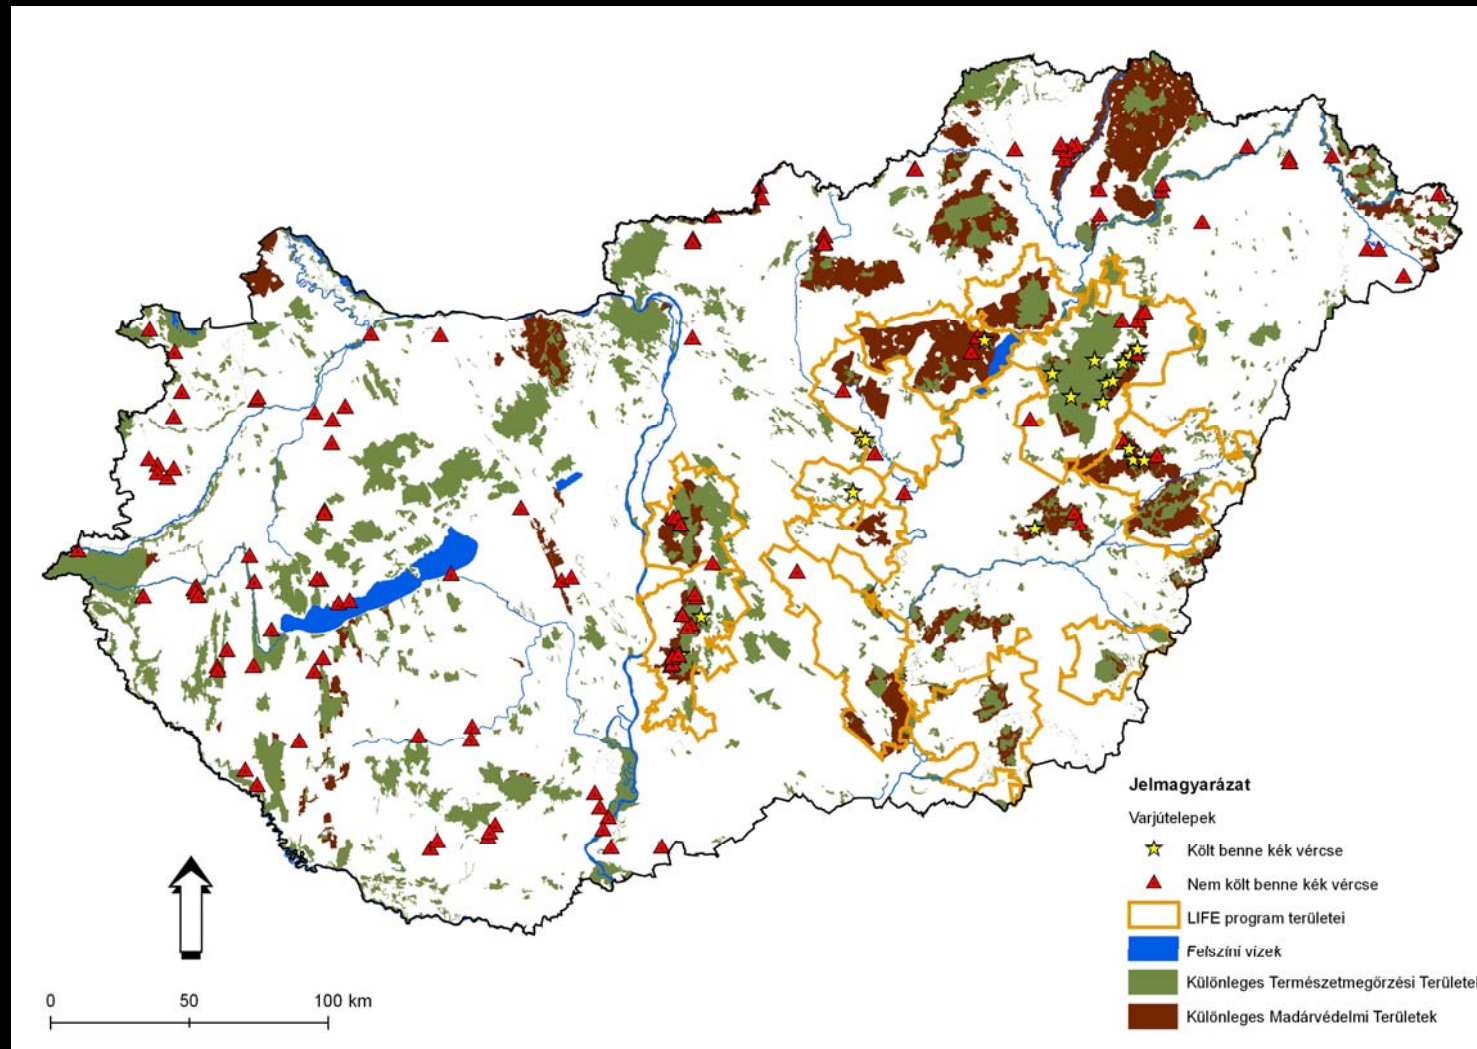 Jelmagyarázat
Varjútelepek
Költ benne kék vércse
Nem költ benne kék vércse
LIFE program területei
Felszíni vizek
Különleges Természetmegőrzési Területek
Különleges Madárvédelmi Területek
0 50 100 km